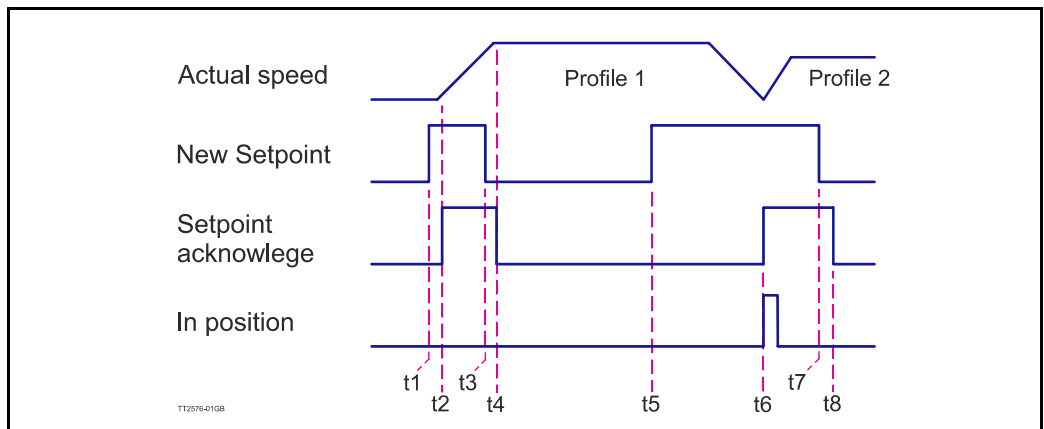 Actual speed
Profile 1
Profile 2
New Setpoint
Setpoint
acknowlege
In position
t1
t3
t7
t2
t4
t5
t6
t8
TT2576-01GB